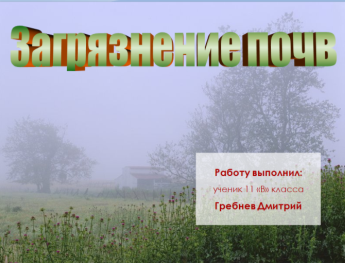 Загрязнение почв
Работу выполнил:
ученик 11 «В» класса
Гребнев Дмитрий